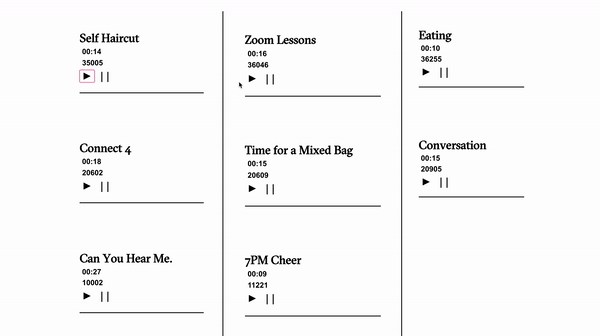 Self Haircut
00:14
35005
Connect 4
00:18
20602
Can You Hear Me.
00:27
10002
Zoom Lessons
00:16
36046
Time for a Mixed Bag
00:15
20609
7PM Cheer
00:09
11221
Eating
00:10
36255
Conversation
00:15
20905